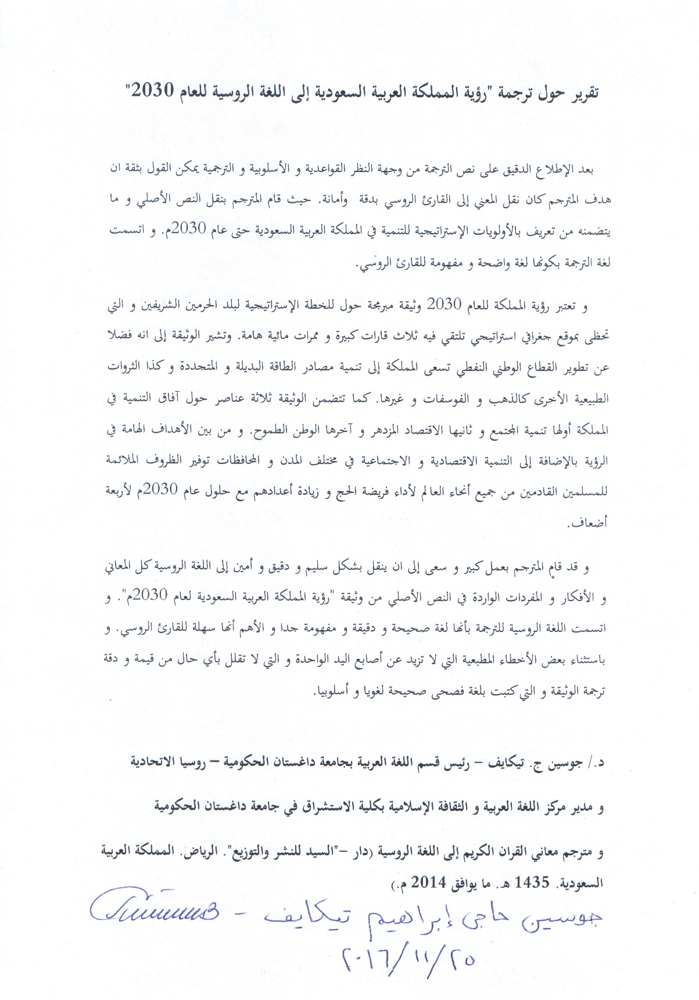 تقرير حول ترجمة "رؤية المملكة العربية السعودية إلى اللغة الروسية للعام 2030"
بعد الإطلاع الدقيق على نص الترجمة من وجهة النظر القواعدية و الأسلوبية و الترجمية يمكن القول بثقة ان
هدف المترجم كان نقل المعني إلى القارئ الروسي بدقة وأمانة. حيث قام المترجم بنقل النص الأصلي و ما
يتضمنه من تعريف بالأولويات الإستراتيجية للتنمية في المملكة العربية السعودية حتى عام 2030م. و اتسمت
لغة الترجمة بكونها لغة واضحة و مفهومة للقارئ الروسي.
و تعتبر رؤية المملكة للعام 2030 وثيقة مبرمجة حول للخطة الإستراتيجية لبلد الحرمين الشريفين و التي
تحظى بموقع جغرافي استراتيجي تلتقي فيه ثلاث قارات كبيرة و ممرات مائية هامة. وتشير الوثيقة إلى انه فضلا
عن تطوير القطاع الوطني النفطي تسعى المملكة إلى تنمية مصادر الطاقة البديلة و المتجددة و كذا الثروات
الطبيعية الأخرى كالذهب و الفوسفات و غيرها. كما تتضمن الوثيقة ثلاثة عناصر حول آفاق التنمية في
المملكة أولها تنمية المجتمع و ثانيها الاقتصاد المزدهر و آخرها الوطن الطموح. و من بين الأهداف الهامة في
الرؤية بالإضافة إلى التنمية الاقتصادية و الاجتماعية في مختلف المدن و المحافظات توفير الظروف الملائمة
للمسلمين القادمين من جميع أنحاء العالم لأداء فريضة الحج و زيادة أعدادهم مع حلول عام 2030م لأربعة
أضعاف.
و قد قام المترجم بعمل كبير و سعى إلى ان ينقل بشكل سليم و دقيق و أمين إلى اللغة الروسية كل المعاني
و الأفكار و المفردات الواردة في النص الأصلي من وثيقة "رؤية المملكة العربية السعودية لعام 2030م". و
اتسمت اللغة الروسية للترجمة بأنها لغة صحيحة و دقيقة و مفهومة جدا و الأهم أنها سهلة للقارئ الروسي. و
باستثناء بعض الأخطاء المطبعية التي لا تزيد عن أصابع اليد الواحدة و التي لا تقلل بأي حال من قيمة و دقة
ترجمة الوثيقة و التي كتبت بلغة فصحى صحيحة لغويا و أسلوبيا.
د./ جوسين ج. تيكايف – رئيس قسم اللغة العربية بجامعة داغستان الحكومية – روسيا الاتحادية
و مدير مركز اللغة العربية و الثقافة الإسلامية بكلية الاستشراق في جامعة داغستان الحكومية
و مترجم معاني القران الكريم إلى اللغة الروسية (دار –"السيد للنشر والتوزيع". الرياض. المملكة العربية
السعودية. 1435 هـ. ما يوافق 2014 م.)
جوسين حاجي إبراهيم تيكايف -
٢٠١٦/١١/٢٥